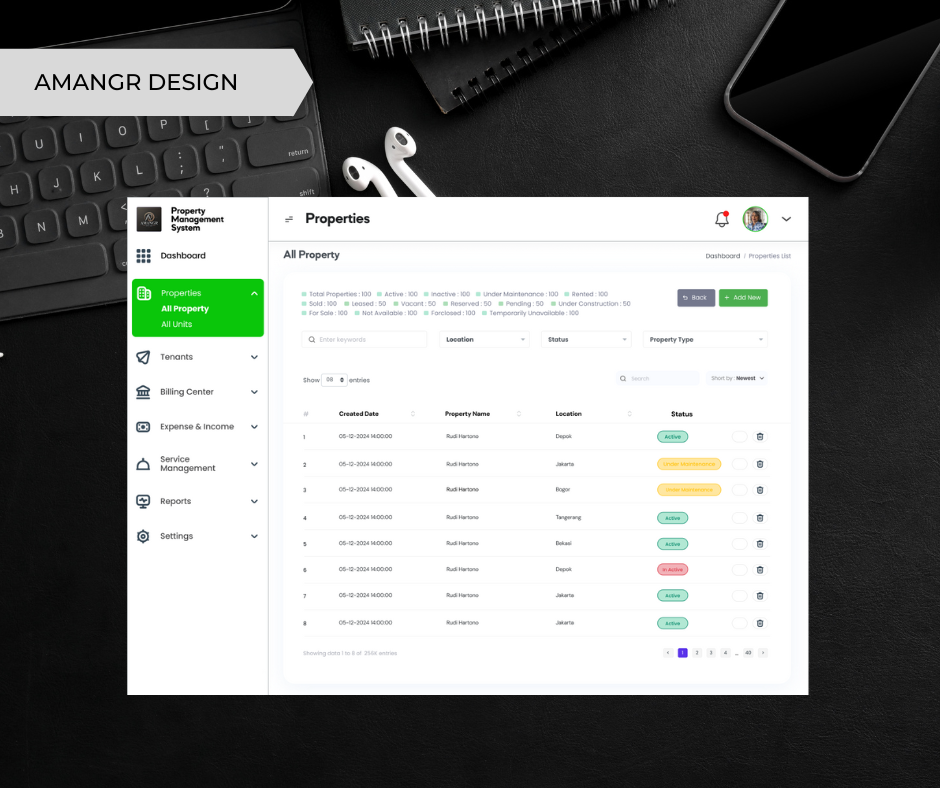 AMANGR DESIGN
U I O P [ ]
H J K L : ; " ' return
N M < ? shift
AMANGR
Property
Management
System
Properties
Dashboard
All Property
Dashboard / Properties List
Properties
All Property
All Units
Total Properties : 100 Active : 100 Inactive : 100 Under Maintenance : 100 Rented : 100
Sold : 100 Leased : 50 Vacant : 50 Reserved : 50 Pending : 50 Under Construction : 50
For Sale : 100 Not Available : 100 Forclosed : 100 Temporarily Unavailable : 100
Back
+ Add New
Enter keywords
Location
Status
Property Type
Tenants
Billing Center
Expense & Income
Service
Management
Reports
Settings
Show 08 entries
Search
Short by : Newest
# Created Date Property Name Location Status
1 05-12-2024 14:00:00 Rudi Hartono Depok Active
2 05-12-2024 14:00:00 Rudi Hartono Jakarta Under Maintenance
3 05-12-2024 14:00:00 Rudi Hartono Bogor Under Maintenance
4 05-12-2024 14:00:00 Rudi Hartono Tangerang Active
5 05-12-2024 14:00:00 Rudi Hartono Bekasi Active
6 05-12-2024 14:00:00 Rudi Hartono Depok In Active
7 05-12-2024 14:00:00 Rudi Hartono Jakarta Active
8 05-12-2024 14:00:00 Rudi Hartono Jakarta Active
Showing data 1 to 8 of 256K entries
< 1 2 3 4 ... 40 >